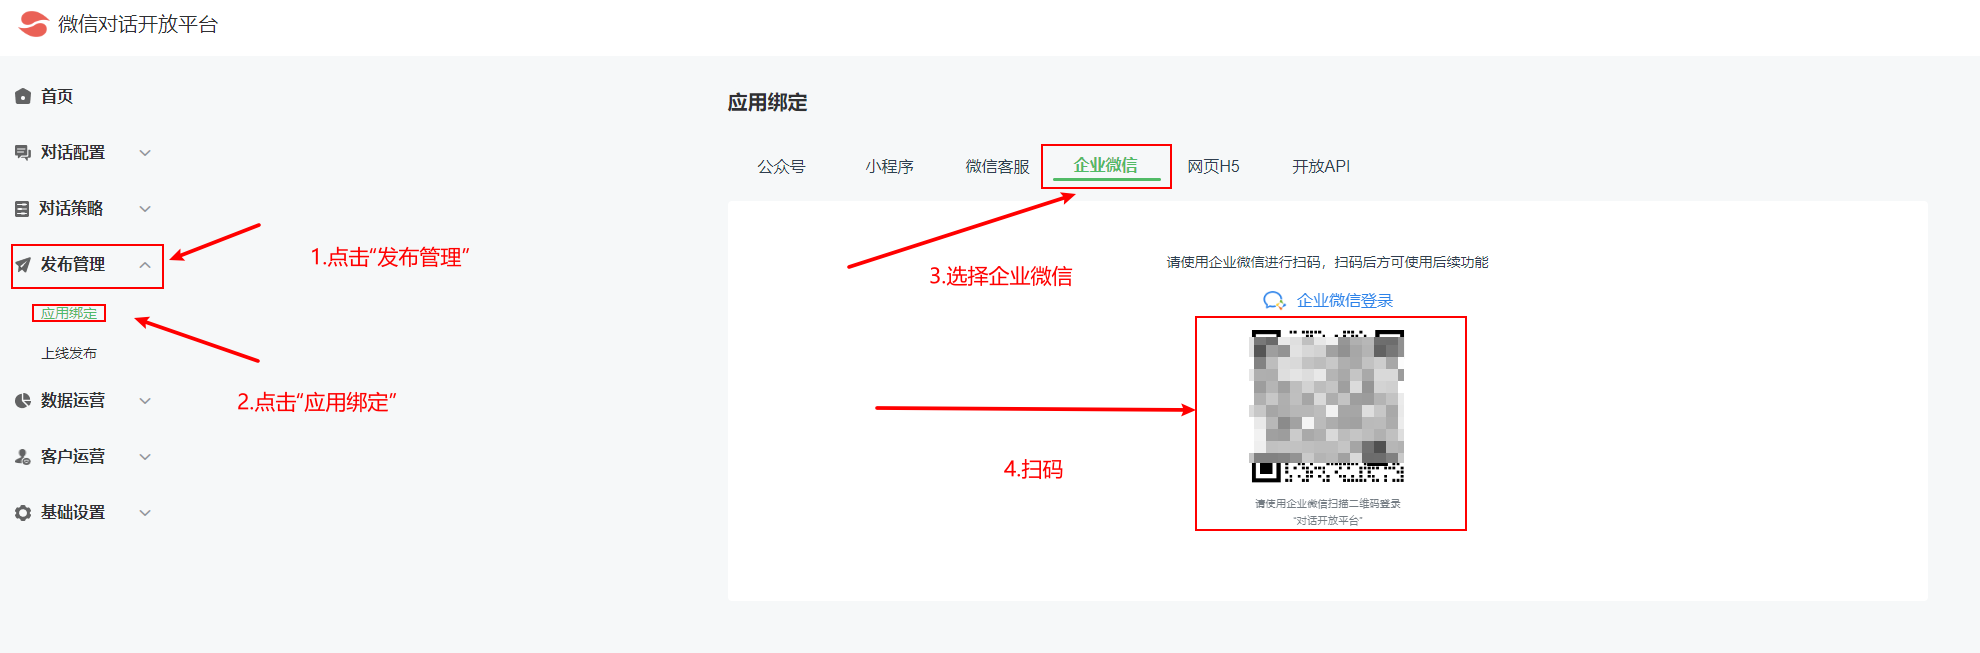 微信对话开放平台
首页
对话配置
对话策略
发布管理
应用绑定
上线发布
数据运营
客户运营
基础设置
1.点击“发布管理”
2.点击“应用绑定”
应用绑定
公众号 小程序 微信客服 企业微信 网页H5 开放API
3.选择企业微信
请使用企业微信进行扫码，扫码后方可使用后续功能
企业微信登录
4.扫码
请使用企业微信扫描二维码登录
“对话开放平台”